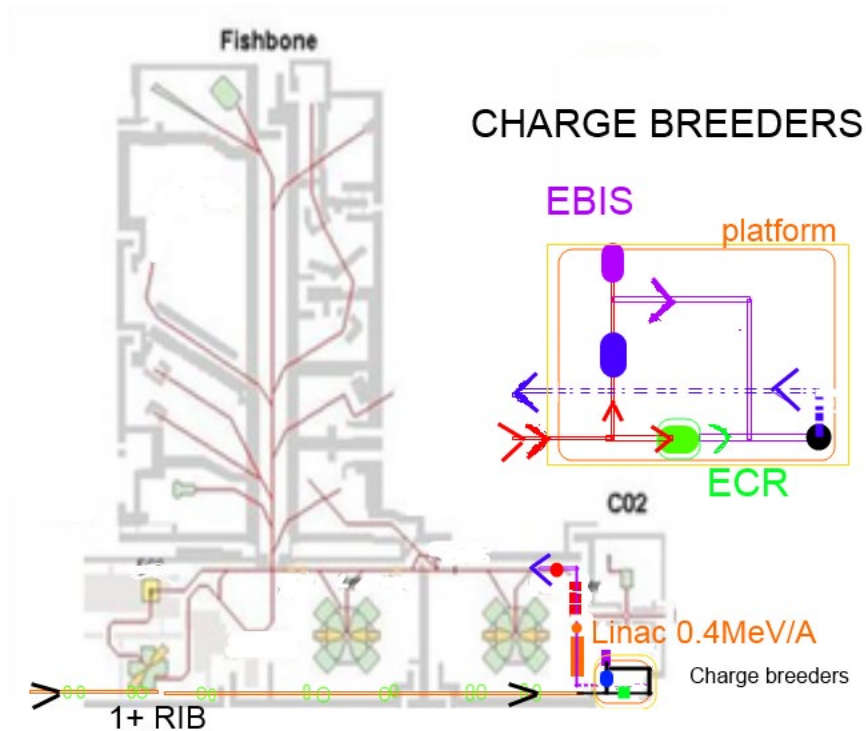 Fishbone
CHARGE BREEDERS
EBIS
platform
ECR
C02
Linac 0.4MeV/A
Charge breeders
1+ RIB